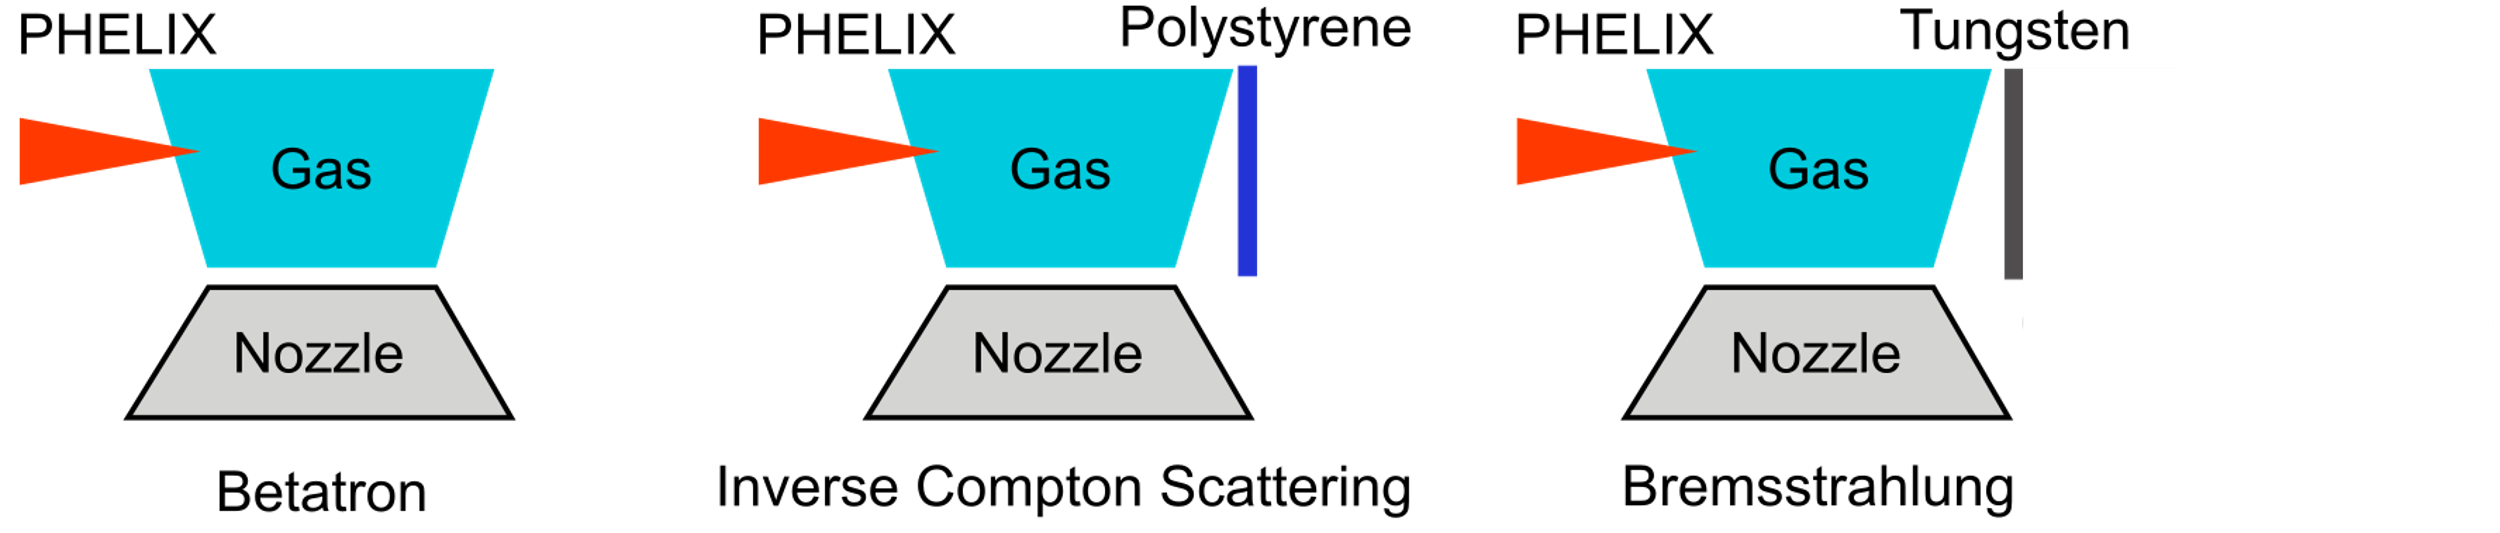 PHELIX
Gas
Nozzle
Betatron
PHELIX
Polystyrene
Gas
Nozzle
Inverse Compton Scattering
PHELIX
Tungsten
Gas
Nozzle
Bremsstrahlung